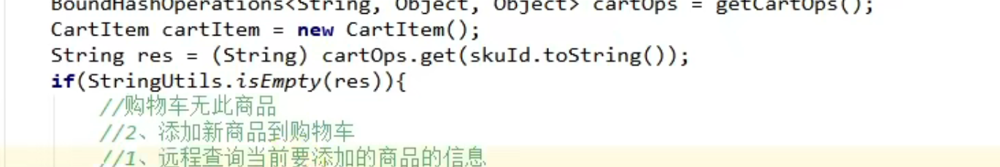 BoundHashOperations<String, Object, Object> cartOps = getCartOps();
CartItem cartItem = new CartItem();
String res = (String) cartOps.get(skuId.toString());
if(StringUtils.isEmpty(res)){
//购物车无此商品
//2、添加新商品到购物车
//1、远程查询当前要添加的商品的信息